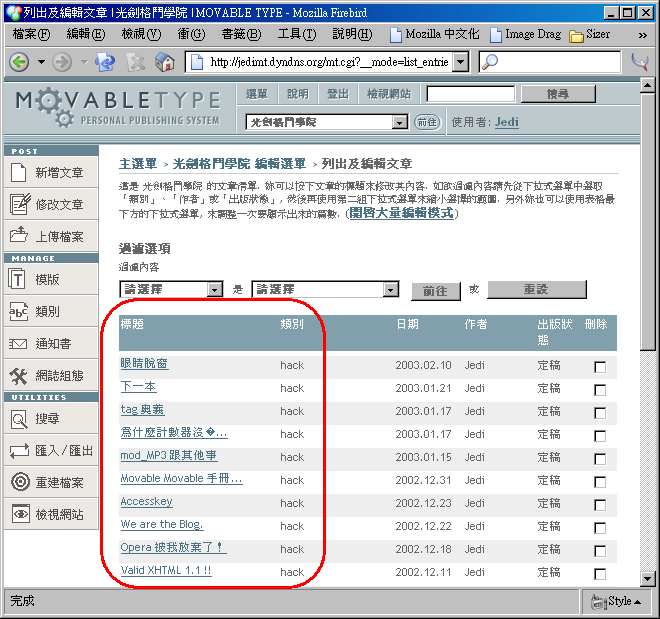 列出及編輯文章 | 光劍格鬥學院 | MOVABLE TYPE - Mozilla Firebird
檔案(F) 編輯(E) 檢視(V) 衝(G) 書籤(B) 工具(T) 說明(H) Mozilla 中文化 Image Drag Sizer »
http://jedimt.dyndns.org/mt.cgi?__mode=list_entrie
MOVABLETYPE
PERSONAL PUBLISHING SYSTEM
選單 說明 登出 檢視網站 搜尋
光劍格鬥學院 前往 使用者: Jedi
POST
新增文章
修改文章
上傳檔案
MANAGE
模版
類別
通知書
網誌組態
UTILITIES
搜尋
匯入/匯出
重建檔案
檢視網站
主選單 > 光劍格鬥學院 編輯選單 > 列出及編輯文章
這是 光劍格鬥學院 的文章清單. 妳可以按下文章的標題來修改其內容. 如欲過濾內容請先從下拉式選單中選取
「類別」、「作者」或「出版狀態」, 然後再使用第二組下拉式選單來縮小選擇的範圍. 另外妳也可以使用表格最
下方的下拉式選單, 來調整一次要顯示出來的篇數. (開啓大量編輯模式)
過濾選項
過濾內容
請選擇 是 請選擇 前往 或 重設
標題 類別 日期 作者 出版狀態 刪除
眼睛脫窗 hack 2003.02.10 Jedi 定稿
下一本 hack 2003.01.21 Jedi 定稿
tag 奧義 hack 2003.01.17 Jedi 定稿
為什麼計數器沒�... hack 2003.01.17 Jedi 定稿
mod_MP3 跟其他事 hack 2003.01.15 Jedi 定稿
Movable Movable 手冊... hack 2002.12.31 Jedi 定稿
Accesskey hack 2002.12.23 Jedi 定稿
We are the Blog. hack 2002.12.22 Jedi 定稿
Opera 被我放棄了！ hack 2002.12.18 Jedi 定稿
Valid XHTML 1.1 !! hack 2002.12.11 Jedi 定稿
完成 Style